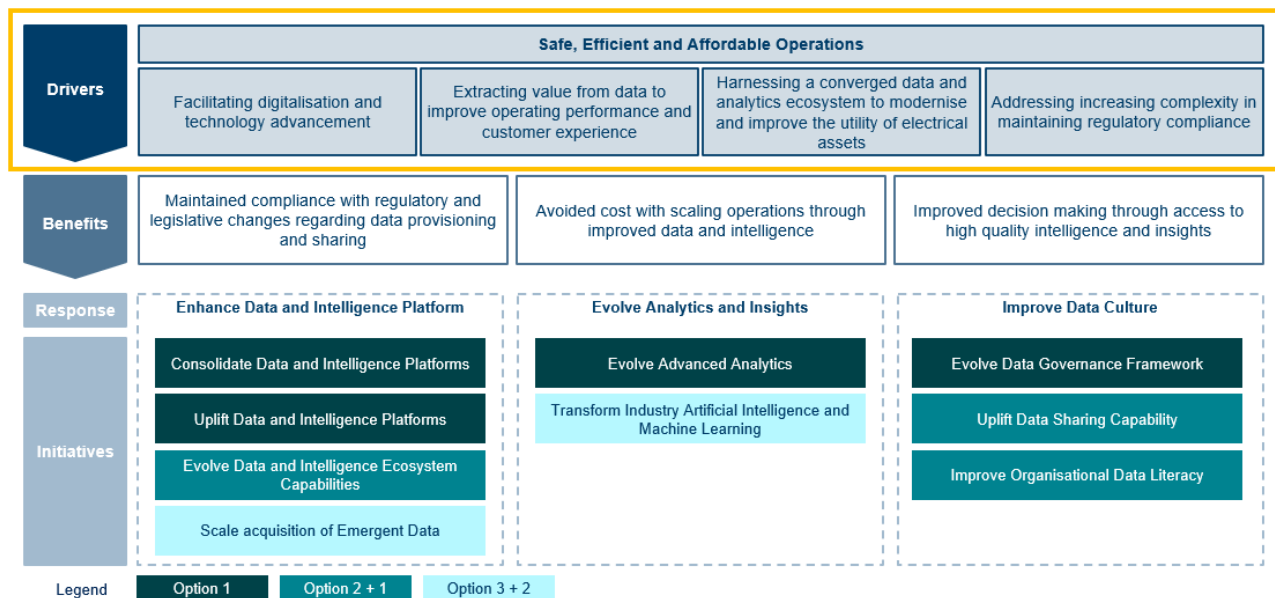 Drivers
Safe, Efficient and Affordable Operations
Facilitating digitalisation and
technology advancement
Extracting value from data to
improve operating performance and
customer experience
Harnessing a converged data and
analytics ecosystem to modernise
and improve the utility of electrical
assets
Addressing increasing complexity in
maintaining regulatory compliance
Benefits
Maintained compliance with regulatory and
legislative changes regarding data provisioning
and sharing
Avoided cost with scaling operations through
improved data and intelligence
Improved decision making through access to
high quality intelligence and insights
Response
Enhance Data and Intelligence Platform
Evolve Analytics and Insights
Improve Data Culture
Initiatives
Consolidate Data and Intelligence Platforms
Uplift Data and Intelligence Platforms
Evolve Data and Intelligence Ecosystem
Capabilities
Scale acquisition of Emergent Data
Evolve Advanced Analytics
Transform Industry Artificial Intelligence and
Machine Learning
Evolve Data Governance Framework
Uplift Data Sharing Capability
Improve Organisational Data Literacy
Legend
Option 1
Option 2 + 1
Option 3 + 2